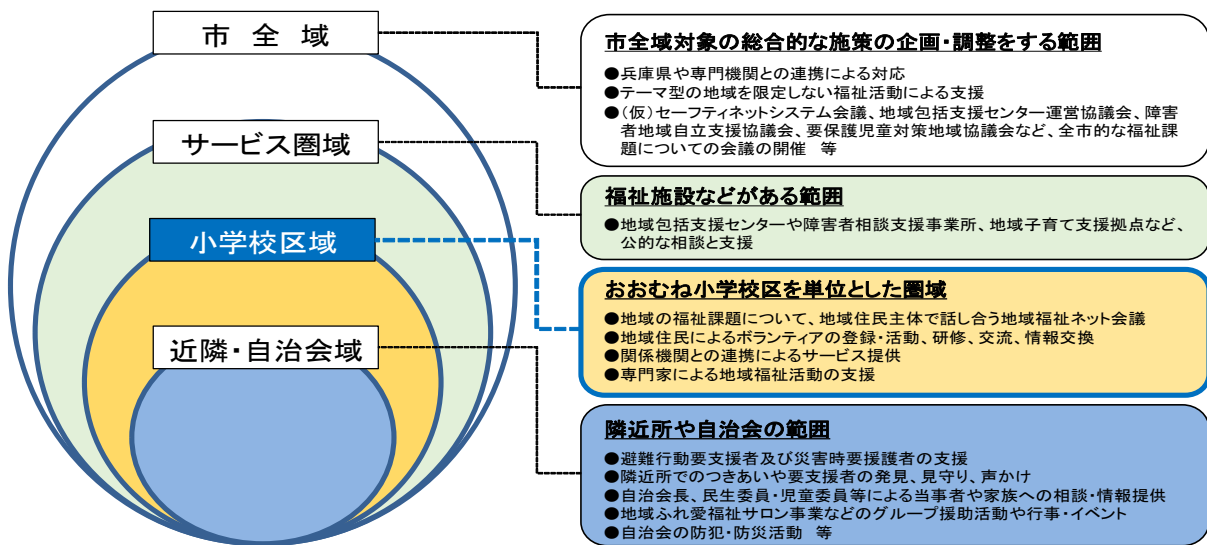 市 全 域
市全域対象の総合的な施策の企画・調整をする範囲
●兵庫県や専門機関との連携による対応
●テーマ型の地域を限定しない福祉活動による支援
●(仮)セーフティネットシステム会議、地域包括支援センター運営協議会、障害
者地域自立支援協議会、要保護児童対策地域協議会など、全市的な福祉課
題についての会議の開催 等
サービス圏域
福祉施設などがある範囲
●地域包括支援センターや障害者相談支援事業所、地域子育て支援拠点など、
公的な相談と支援
小学校区域
おおむね小学校区を単位とした圏域
●地域の福祉課題について、地域住民主体で話し合う地域福祉ネット会議
●地域住民によるボランティアの登録・活動、研修、交流、情報交換
●関係機関との連携によるサービス提供
●専門家による地域福祉活動の支援
近隣・自治会域
隣近所や自治会の範囲
●避難行動要支援者及び災害時要援護者の支援
●隣近所でのつきあいや要支援者の発見、見守り、声かけ
●自治会長、民生委員・児童委員等による当事者や家族への相談・情報提供
●地域ふれ愛福祉サロン事業などのグループ援助活動や行事・イベント
●自治会の防犯・防災活動 等